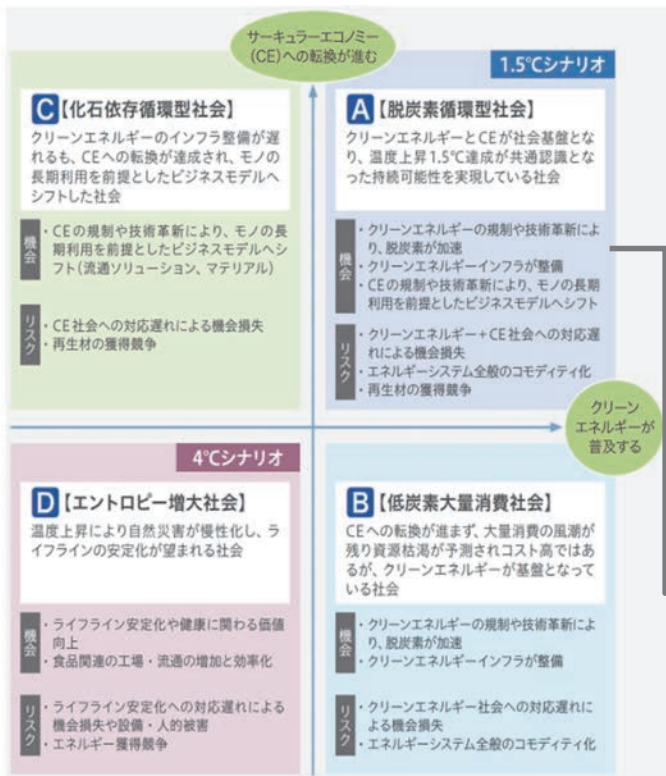 サーキュラーエコノミー
（CE）への転換が進む
C【化石依存循環型社会】
クリーンエネルギーのインフラ整備が遅
れるも、CEへの転換が達成され、モノの
長期利用を前提としたビジネスモデルへ
シフトした社会
機会
・CEの規制や技術革新により、モノの長
期利用を前提としたビジネスモデルへシ
フト（流通ソリューション、マテリアル）
リスク
・CE社会への対応遅れによる機会損失
・再生材の獲得競争
1.5℃シナリオ
A【脱炭素循環型社会】
クリーンエネルギーとCEが社会基盤とな
り、温度上昇1.5℃達成が共通認識とな
った持続可能性を実現している社会
機会
・クリーンエネルギーの規制や技術革新によ
り、脱炭素が加速
・クリーンエネルギーインフラが整備
・CEの規制や技術革新により、モノの長期
利用を前提としたビジネスモデルへシフト
リスク
・クリーンエネルギー＋CE社会への対応遅
れによる機会損失
・エネルギーシステム全般のコモディティ化
・再生材の獲得競争
クリーン
エネルギーが
普及する
4℃シナリオ
D【エントロピー増大社会】
温度上昇により自然災害が慢性化し、ラ
イフラインの安定化が望まれる社会
機会
・ライフライン安定化や健康に関わる価値
向上
・食品関連の工場・流通の増加と効率化
リスク
・ライフライン安定化への対応遅れによる
機会損失や設備・人的被害
・エネルギー獲得競争
B【低炭素大量消費社会】
CEへの転換が進まず、大量消費の風潮が
残り資源枯渇が予測されコスト高ではあ
るが、クリーンエネルギーが基盤となって
いる社会
機会
・クリーンエネルギーの規制や技術革新によ
り、脱炭素が加速
・クリーンエネルギーインフラが整備
リスク
・クリーンエネルギー社会への対応遅れに
よる機会損失
・エネルギーシステム全般のコモディティ化